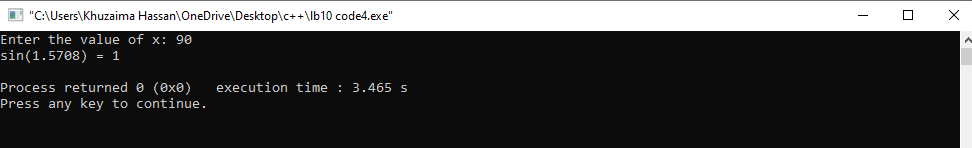 "C:\Users\Khuzaima Hassan\OneDrive\Desktop\c++\lb10 code4.exe"
Enter the value of x: 90
sin(1.5708) = 1
Process returned 0 (0x0)   execution time : 3.465 s
Press any key to continue.